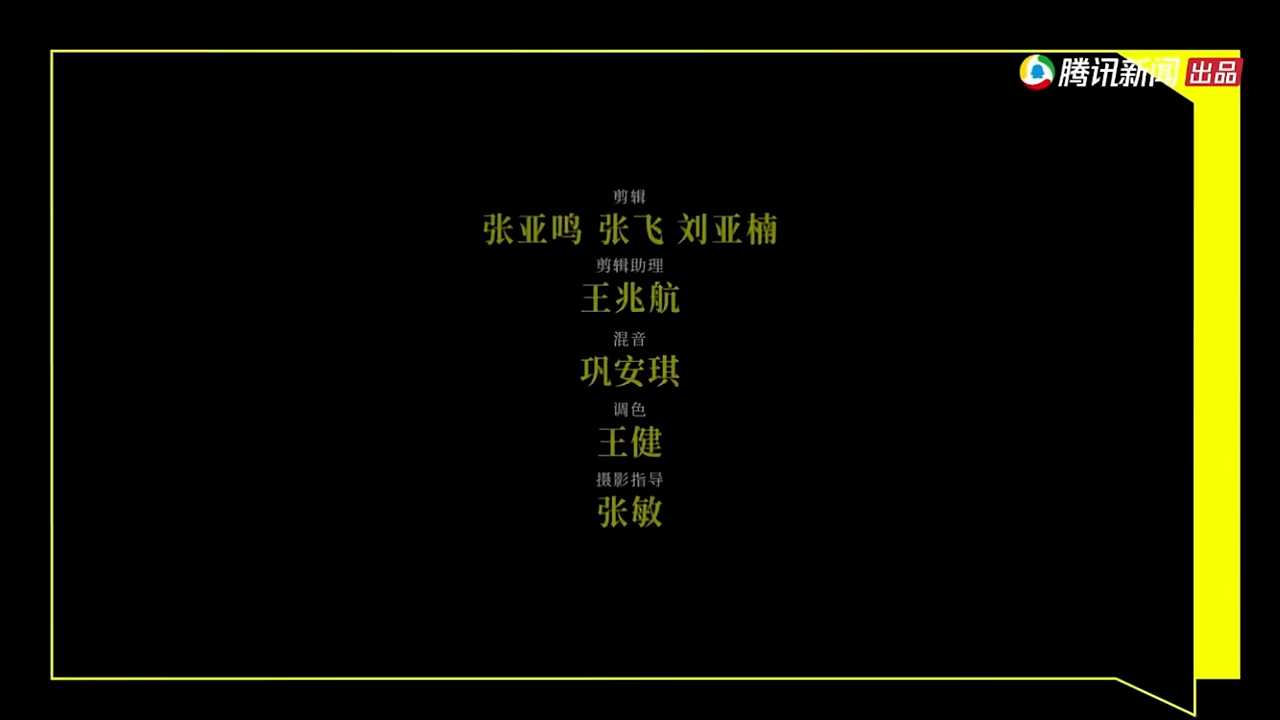 腾讯新闻 出品
剪辑
张亚鸣 张飞 刘亚楠
剪辑助理
王兆航
混音
巩安琪
调色
王健
摄影指导
张敏